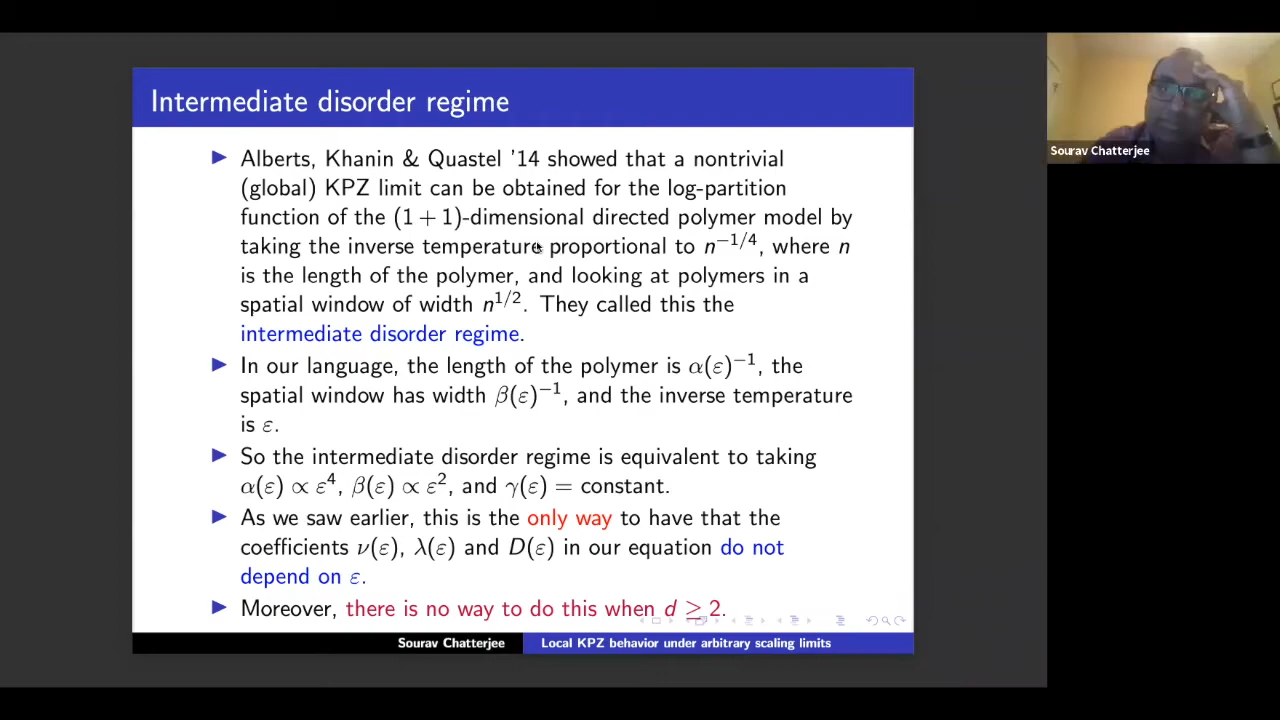 Intermediate disorder regime
Alberts, Khanin & Quastel '14 showed that a nontrivial
(global) KPZ limit can be obtained for the log-partition
function of the (1 + 1)-dimensional directed polymer model by
taking the inverse temperature proportional to n^{-1/4}, where n
is the length of the polymer, and looking at polymers in a
spatial window of width n^{1/2}. They called this the
intermediate disorder regime.
In our language, the length of the polymer is α(ε)^{-1}, the
spatial window has width β(ε)^{-1}, and the inverse temperature
is ε.
So the intermediate disorder regime is equivalent to taking
α(ε) ∝ ε^4, β(ε) ∝ ε^2, and γ(ε) = constant.
As we saw earlier, this is the only way to have that the
coefficients ν(ε), λ(ε) and D(ε) in our equation do not
depend on ε.
Moreover, there is no way to do this when d ≥ 2.
Sourav Chatterjee Local KPZ behavior under arbitrary scaling limits
Sourav Chatterjee